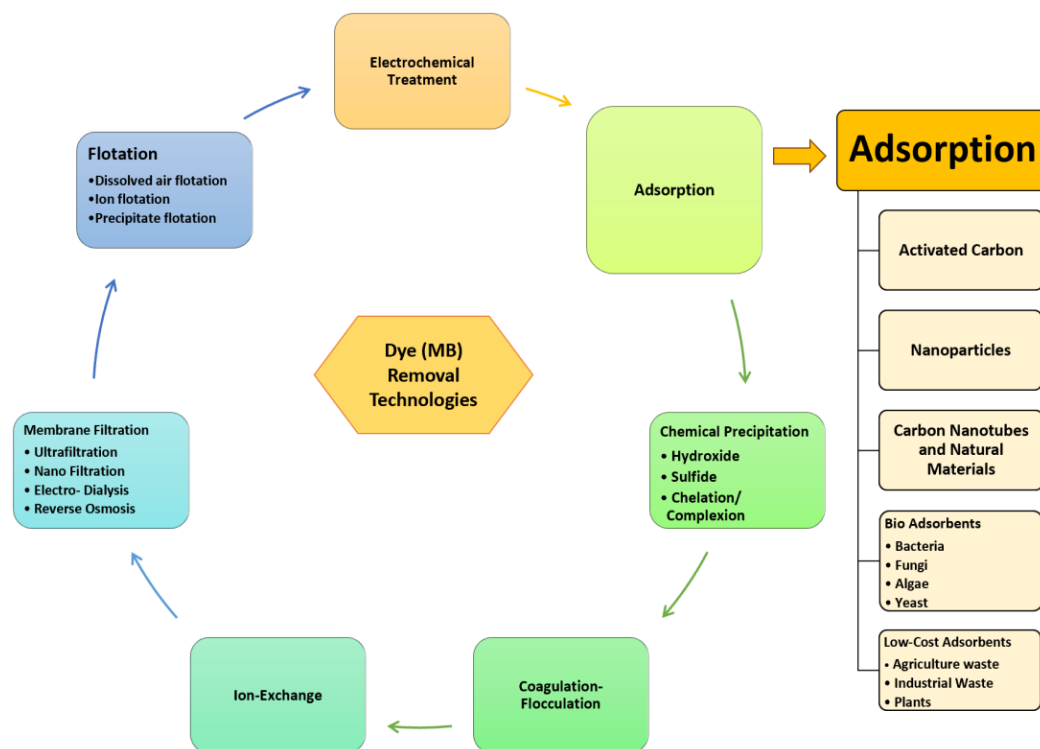 Electrochemical
Treatment
Flotation
•Dissolved air flotation
•Ion flotation
•Precipitate flotation
Adsorption
Adsorption
Activated Carbon
Nanoparticles
Carbon Nanotubes
and Natural
Materials
Bio Adsorbents
• Bacteria
• Fungi
• Algae
• Yeast
Low-Cost Adsorbents
• Agriculture waste
• Industrial Waste
• Plants
Dye (MB)
Removal
Technologies
Chemical Precipitation
• Hydroxide
• Sulfide
• Chelation/
Complexion
Membrane Filtration
• Ultrafiltration
• Nano Filtration
• Electro- Dialysis
• Reverse Osmosis
Ion-Exchange
Coagulation-
Flocculation